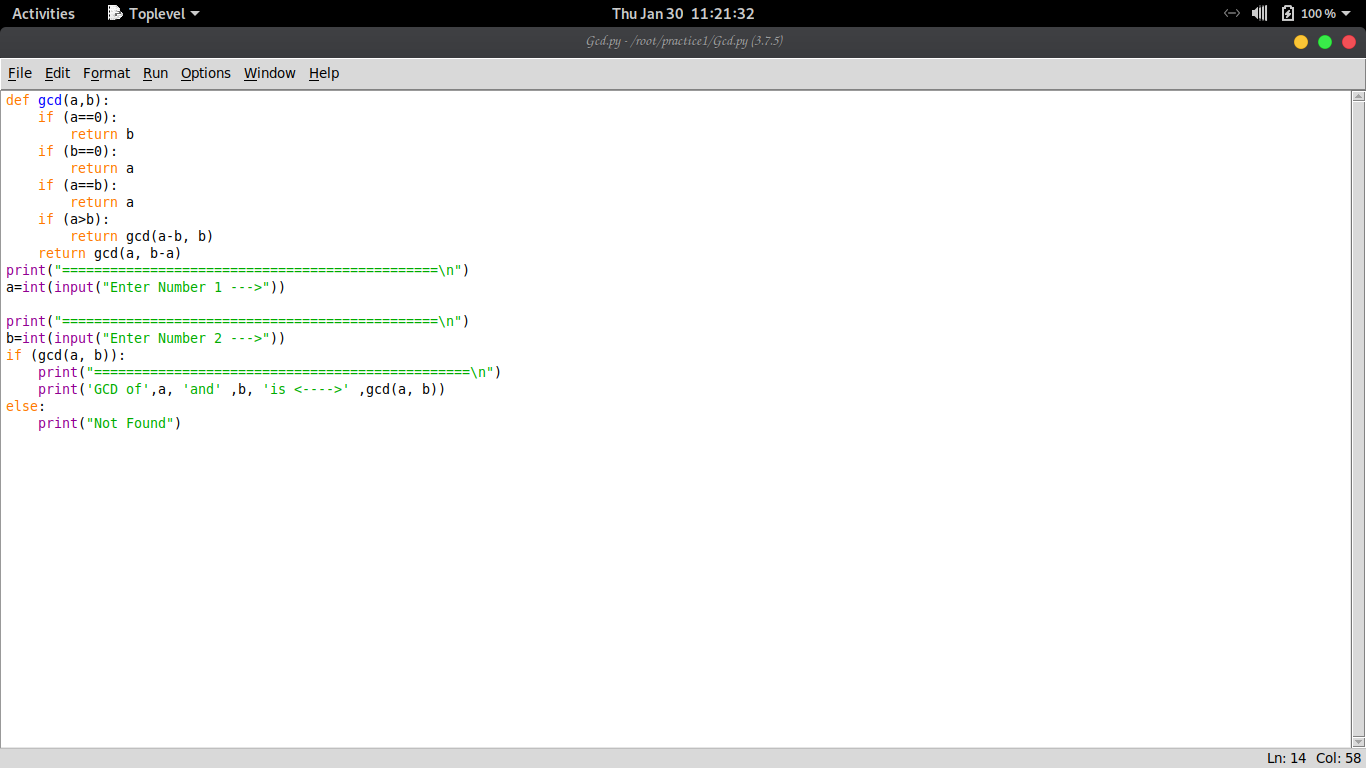 Activities Toplevel Thu Jan 30 11:21:32 100 %
Gcd.py - /root/practice1/Gcd.py (3.7.5)
File Edit Format Run Options Window Help
def gcd(a,b):
    if (a==0):
        return b
    if (b==0):
        return a
    if (a==b):
        return a
    if (a>b):
        return gcd(a-b, b)
    return gcd(a, b-a)
print("===============================================\n")
a=int(input("Enter Number 1 --->"))

print("===============================================\n")
b=int(input("Enter Number 2 --->"))
if (gcd(a, b)):
    print("===============================================\n")
    print('GCD of',a, 'and' ,b, 'is <---->' ,gcd(a, b))
else:
    print("Not Found")
Ln: 14 Col: 58